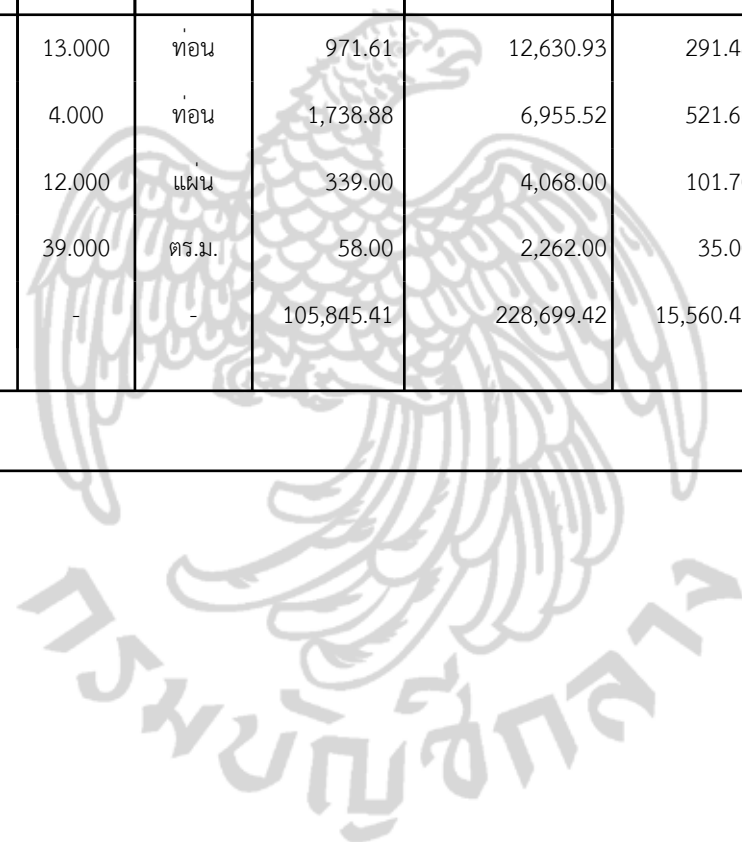 13.000 ท่อน 971.61 12,630.93 291.4
4.000 ท่อน 1,738.88 6,955.52 521.6
12.000 แผ่น 339.00 4,068.00 101.7
39.000 ตร.ม. 58.00 2,262.00 35.0
- - 105,845.41 228,699.42 15,560.4
กรมบัญชีกลาง